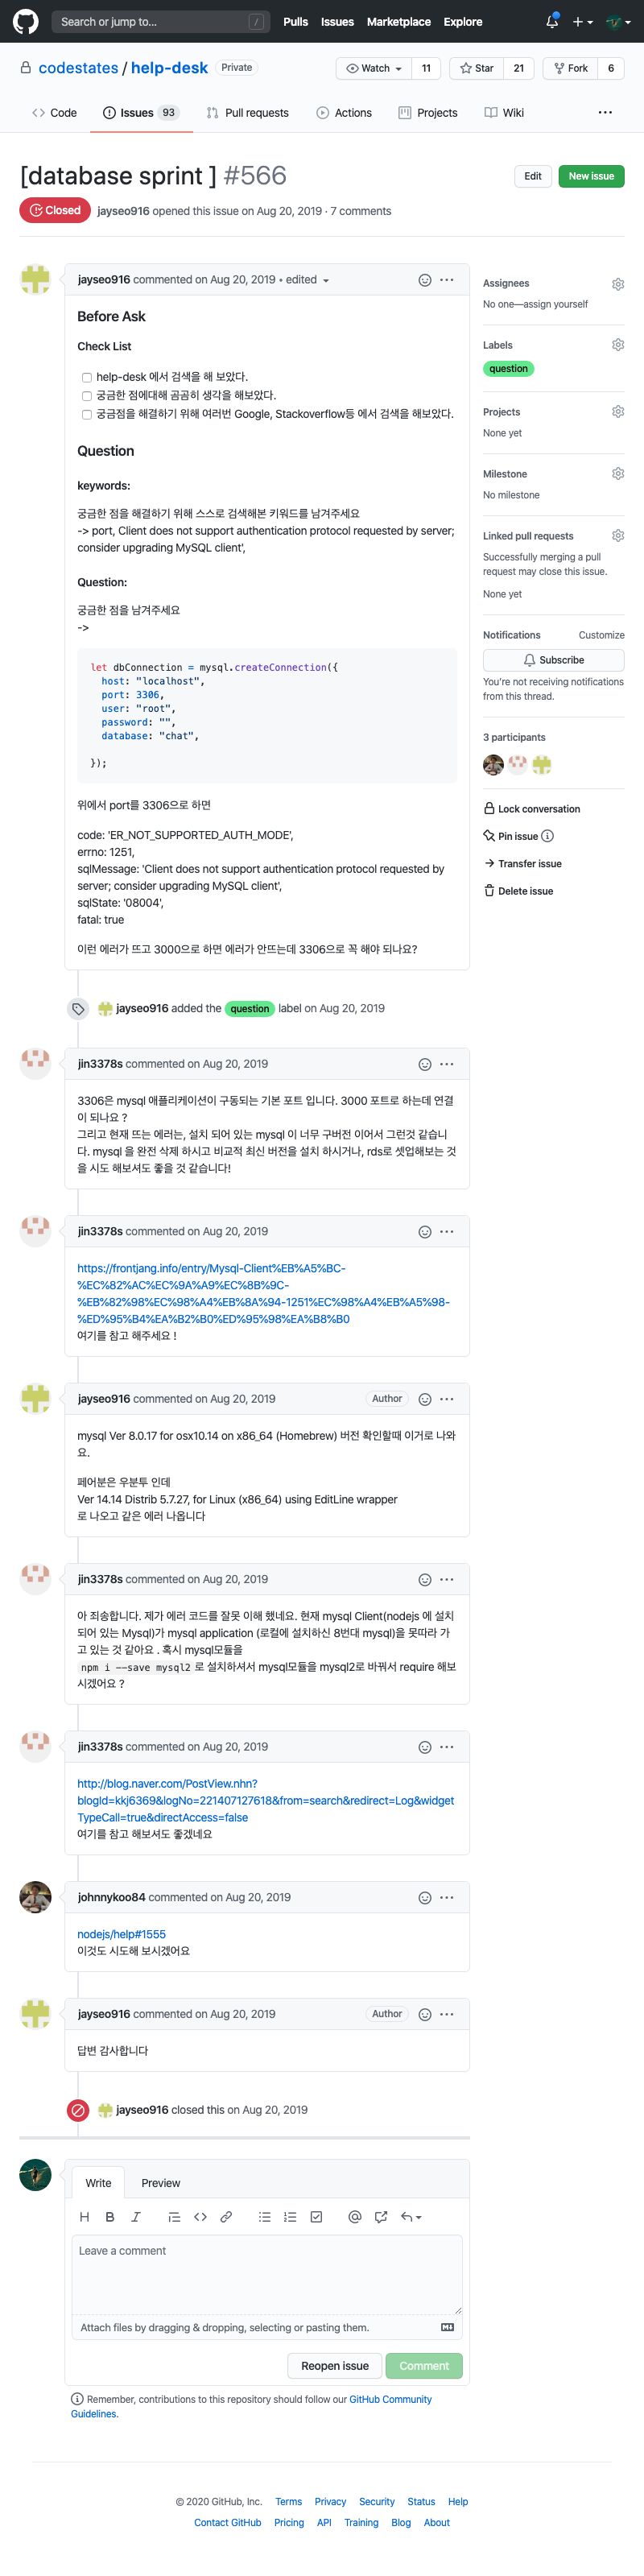 Search or jump to...
/
Pulls
Issues
Marketplace
Explore
codestates / help-desk
Private
Watch
11
Star
21
Fork
6
Code
Issues 93
Pull requests
Actions
Projects
Wiki
[database sprint ] #566
Edit
New issue
Closed
jayseo916 opened this issue on Aug 20, 2019 · 7 comments
jayseo916 commented on Aug 20, 2019 • edited
Before Ask
Check List
help-desk 에서 검색을 해 보았다.
궁금한 점에대해 곰곰히 생각을 해보았다.
궁금점을 해결하기 위해 여러번 Google, Stackoverflow등 에서 검색을 해보았다.
Question
keywords:
궁금한 점을 해결하기 위해 스스로 검색해본 키워드를 남겨주세요
-> port, Client does not support authentication protocol requested by server;
consider upgrading MySQL client',
Question:
궁금한 점을 남겨주세요
->
let dbConnection = mysql.createConnection({
host: "localhost",
port: 3306,
user: "root",
password: "",
database: "chat",
});
위에서 port를 3306으로 하면
code: 'ER_NOT_SUPPORTED_AUTH_MODE',
errno: 1251,
sqlMessage: 'Client does not support authentication protocol requested by
server; consider upgrading MySQL client',
sqlState: '08004',
fatal: true
이런 에러가 뜨고 3000으로 하면 에러가 안뜨는데 3306으로 꼭 해야 되나요?
Assignees
No one—assign yourself
Labels
question
Projects
None yet
Milestone
No milestone
Linked pull requests
Successfully merging a pull
request may close this issue.
None yet
Notifications
Customize
Subscribe
You're not receiving notifications
from this thread.
3 participants
Lock conversation
Pin issue
Transfer issue
Delete issue
jayseo916 added the question label on Aug 20, 2019
jin3378s commented on Aug 20, 2019
3306은 mysql 애플리케이션이 구동되는 기본 포트 입니다. 3000 포트로 하는데 연결
이 되나요 ?
그리고 현재 뜨는 에러는, 설치 되어 있는 mysql 이 너무 구버전 이어서 그런것 같습니
다. mysql 을 완전 삭제 하시고 비교적 최신 버전을 설치 하시거나, rds로 셋업해보는 것
을 시도 해보셔도 좋을 것 같습니다!
jin3378s commented on Aug 20, 2019
https://frontjang.info/entry/Mysql-Client%EB%A5%BC-
%EC%82%AC%EC%9A%A9%EC%8B%9C-
%EB%82%98%EC%98%A4%EB%8A%94-1251%EC%98%A4%EB%A5%98-
%ED%95%B4%EA%B2%B0%ED%95%98%EA%B8%B0
여기를 참고 해주세요 !
jayseo916 commented on Aug 20, 2019
Author
mysql Ver 8.0.17 for osx10.14 on x86_64 (Homebrew) 버전 확인할때 이거로 나와
요.
페어분은 우분투 인데
Ver 14.14 Distrib 5.7.27, for Linux (x86_64) using EditLine wrapper
로 나오고 같은 에러 나옵니다
jin3378s commented on Aug 20, 2019
아 죄송합니다. 제가 에러 코드를 잘못 이해 했네요. 현재 mysql Client(nodejs 에 설치
되어 있는 Mysql)가 mysql application (로컬에 설치하신 8번대 mysql)을 못따라 가
고 있는 것 같아요 . 혹시 mysql모듈을
npm i --save mysql2 로 설치하셔서 mysql모듈을 mysql2로 바꿔서 require 해보
시겠어요 ?
jin3378s commented on Aug 20, 2019
http://blog.naver.com/PostView.nhn?
blogId=kkj6369&logNo=221407127618&from=search&redirect=Log&widget
TypeCall=true&directAccess=false
여기를 참고 해보셔도 좋겠네요
johnnykoo84 commented on Aug 20, 2019
nodejs/help#1555
이것도 시도해 보시겠어요
jayseo916 commented on Aug 20, 2019
Author
답변 감사합니다
jayseo916 closed this on Aug 20, 2019
Write
Preview
Leave a comment
Attach files by dragging & dropping, selecting or pasting them.
Reopen issue
Comment
Remember, contributions to this repository should follow our GitHub Community
Guidelines.
© 2020 GitHub, Inc.
Terms
Privacy
Security
Status
Help
Contact GitHub
Pricing
API
Training
Blog
About